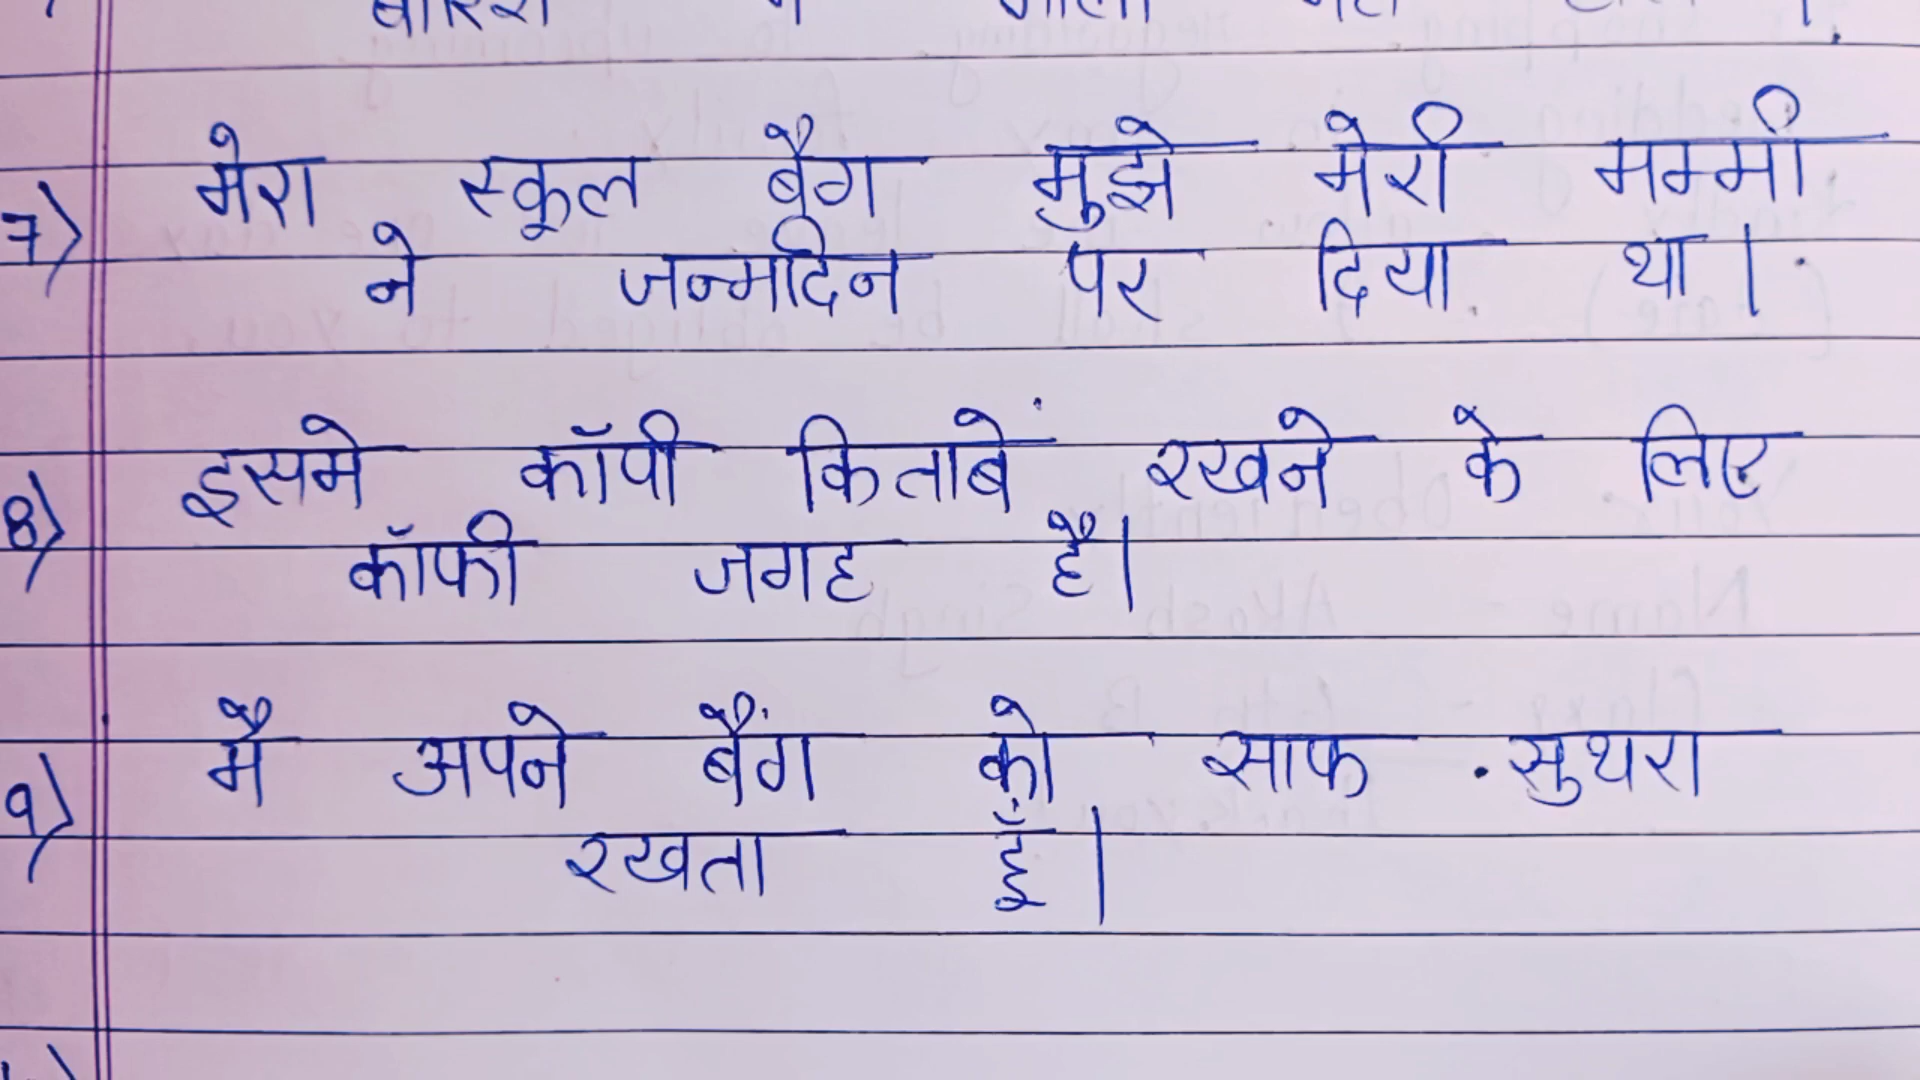 7) मेरा स्कूल बैग मुझे मेरी मम्मी
ने जन्मदिन पर दिया था।
8) इसमे कॉपी किताबें रखने के लिए
कॉफी जगह है।
9) मै अपने बैंग को साफ सुथरा
रखता हूँ।